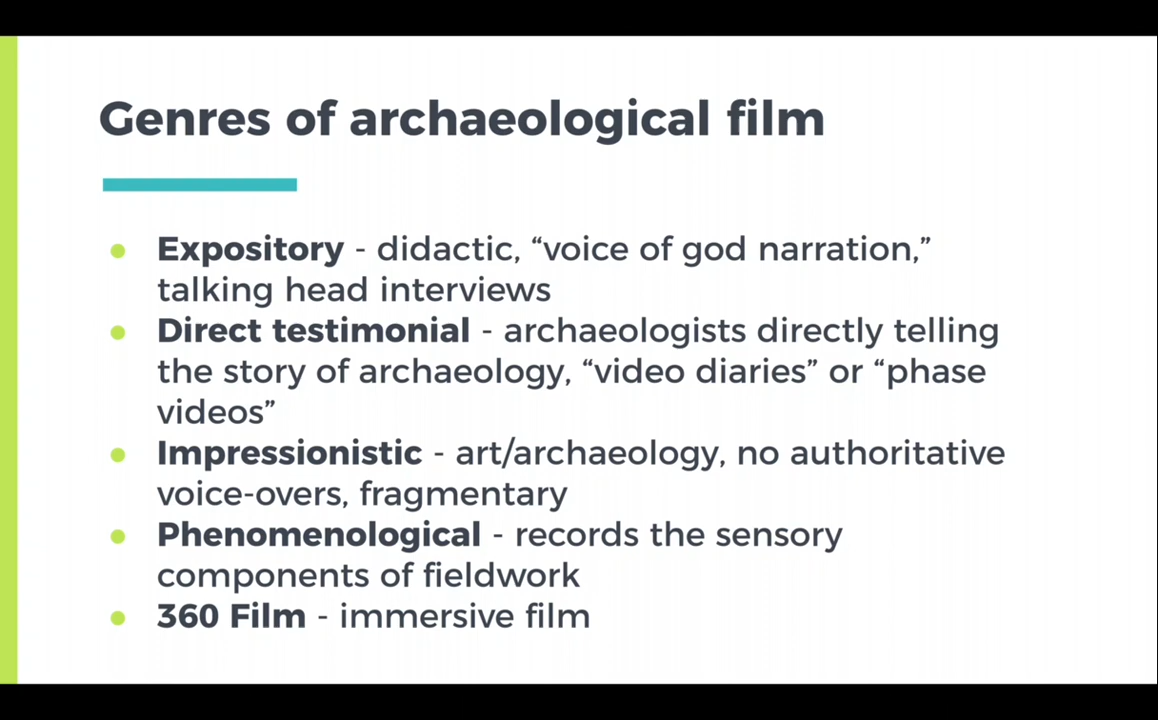 Genres of archaeological film
● Expository - didactic, “voice of god narration,”
talking head interviews
● Direct testimonial - archaeologists directly telling
the story of archaeology, “video diaries” or “phase
videos”
● Impressionistic - art/archaeology, no authoritative
voice-overs, fragmentary
● Phenomenological - records the sensory
components of fieldwork
● 360 Film - immersive film